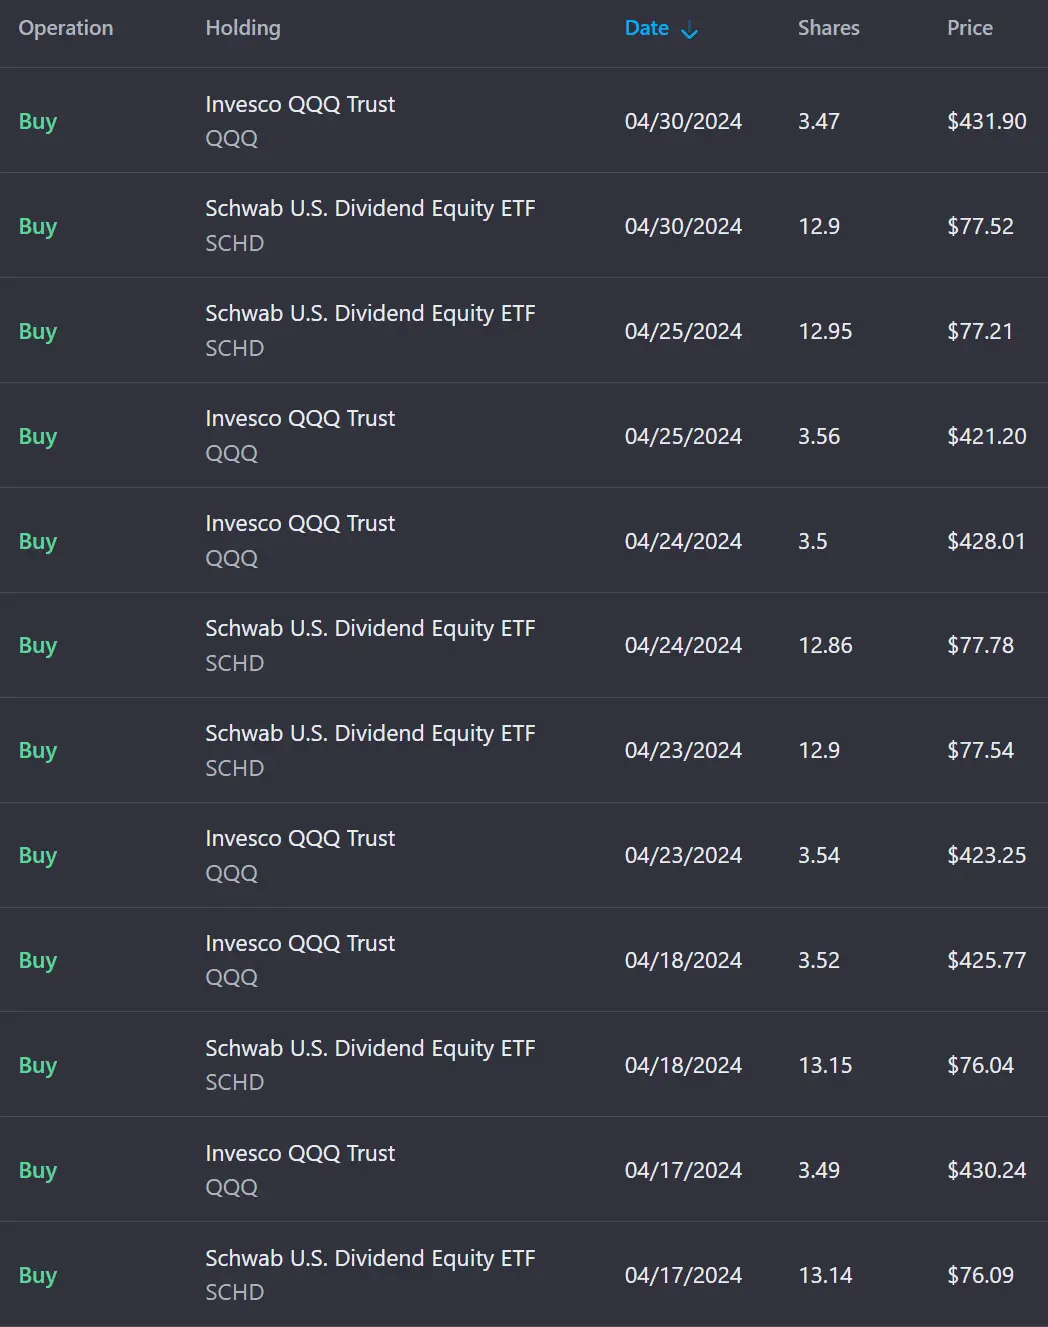 Operation Holding Date ↓ Shares Price
Invesco QQQ Trust
Buy 04/30/2024 3.47 $431.90
QQQ
Schwab U.S. Dividend Equity ETF
Buy 04/30/2024 12.9 $77.52
SCHD
Schwab U.S. Dividend Equity ETF
Buy 04/25/2024 12.95 $77.21
SCHD
Invesco QQQ Trust
Buy 04/25/2024 3.56 $421.20
QQQ
Invesco QQQ Trust
Buy 04/24/2024 3.5 $428.01
QQQ
Schwab U.S. Dividend Equity ETF
Buy 04/24/2024 12.86 $77.78
SCHD
Schwab U.S. Dividend Equity ETF
Buy 04/23/2024 12.9 $77.54
SCHD
Invesco QQQ Trust
Buy 04/23/2024 3.54 $423.25
QQQ
Invesco QQQ Trust
Buy 04/18/2024 3.52 $425.77
QQQ
Schwab U.S. Dividend Equity ETF
Buy 04/18/2024 13.15 $76.04
SCHD
Invesco QQQ Trust
Buy 04/17/2024 3.49 $430.24
QQQ
Schwab U.S. Dividend Equity ETF
Buy 04/17/2024 13.14 $76.09
SCHD